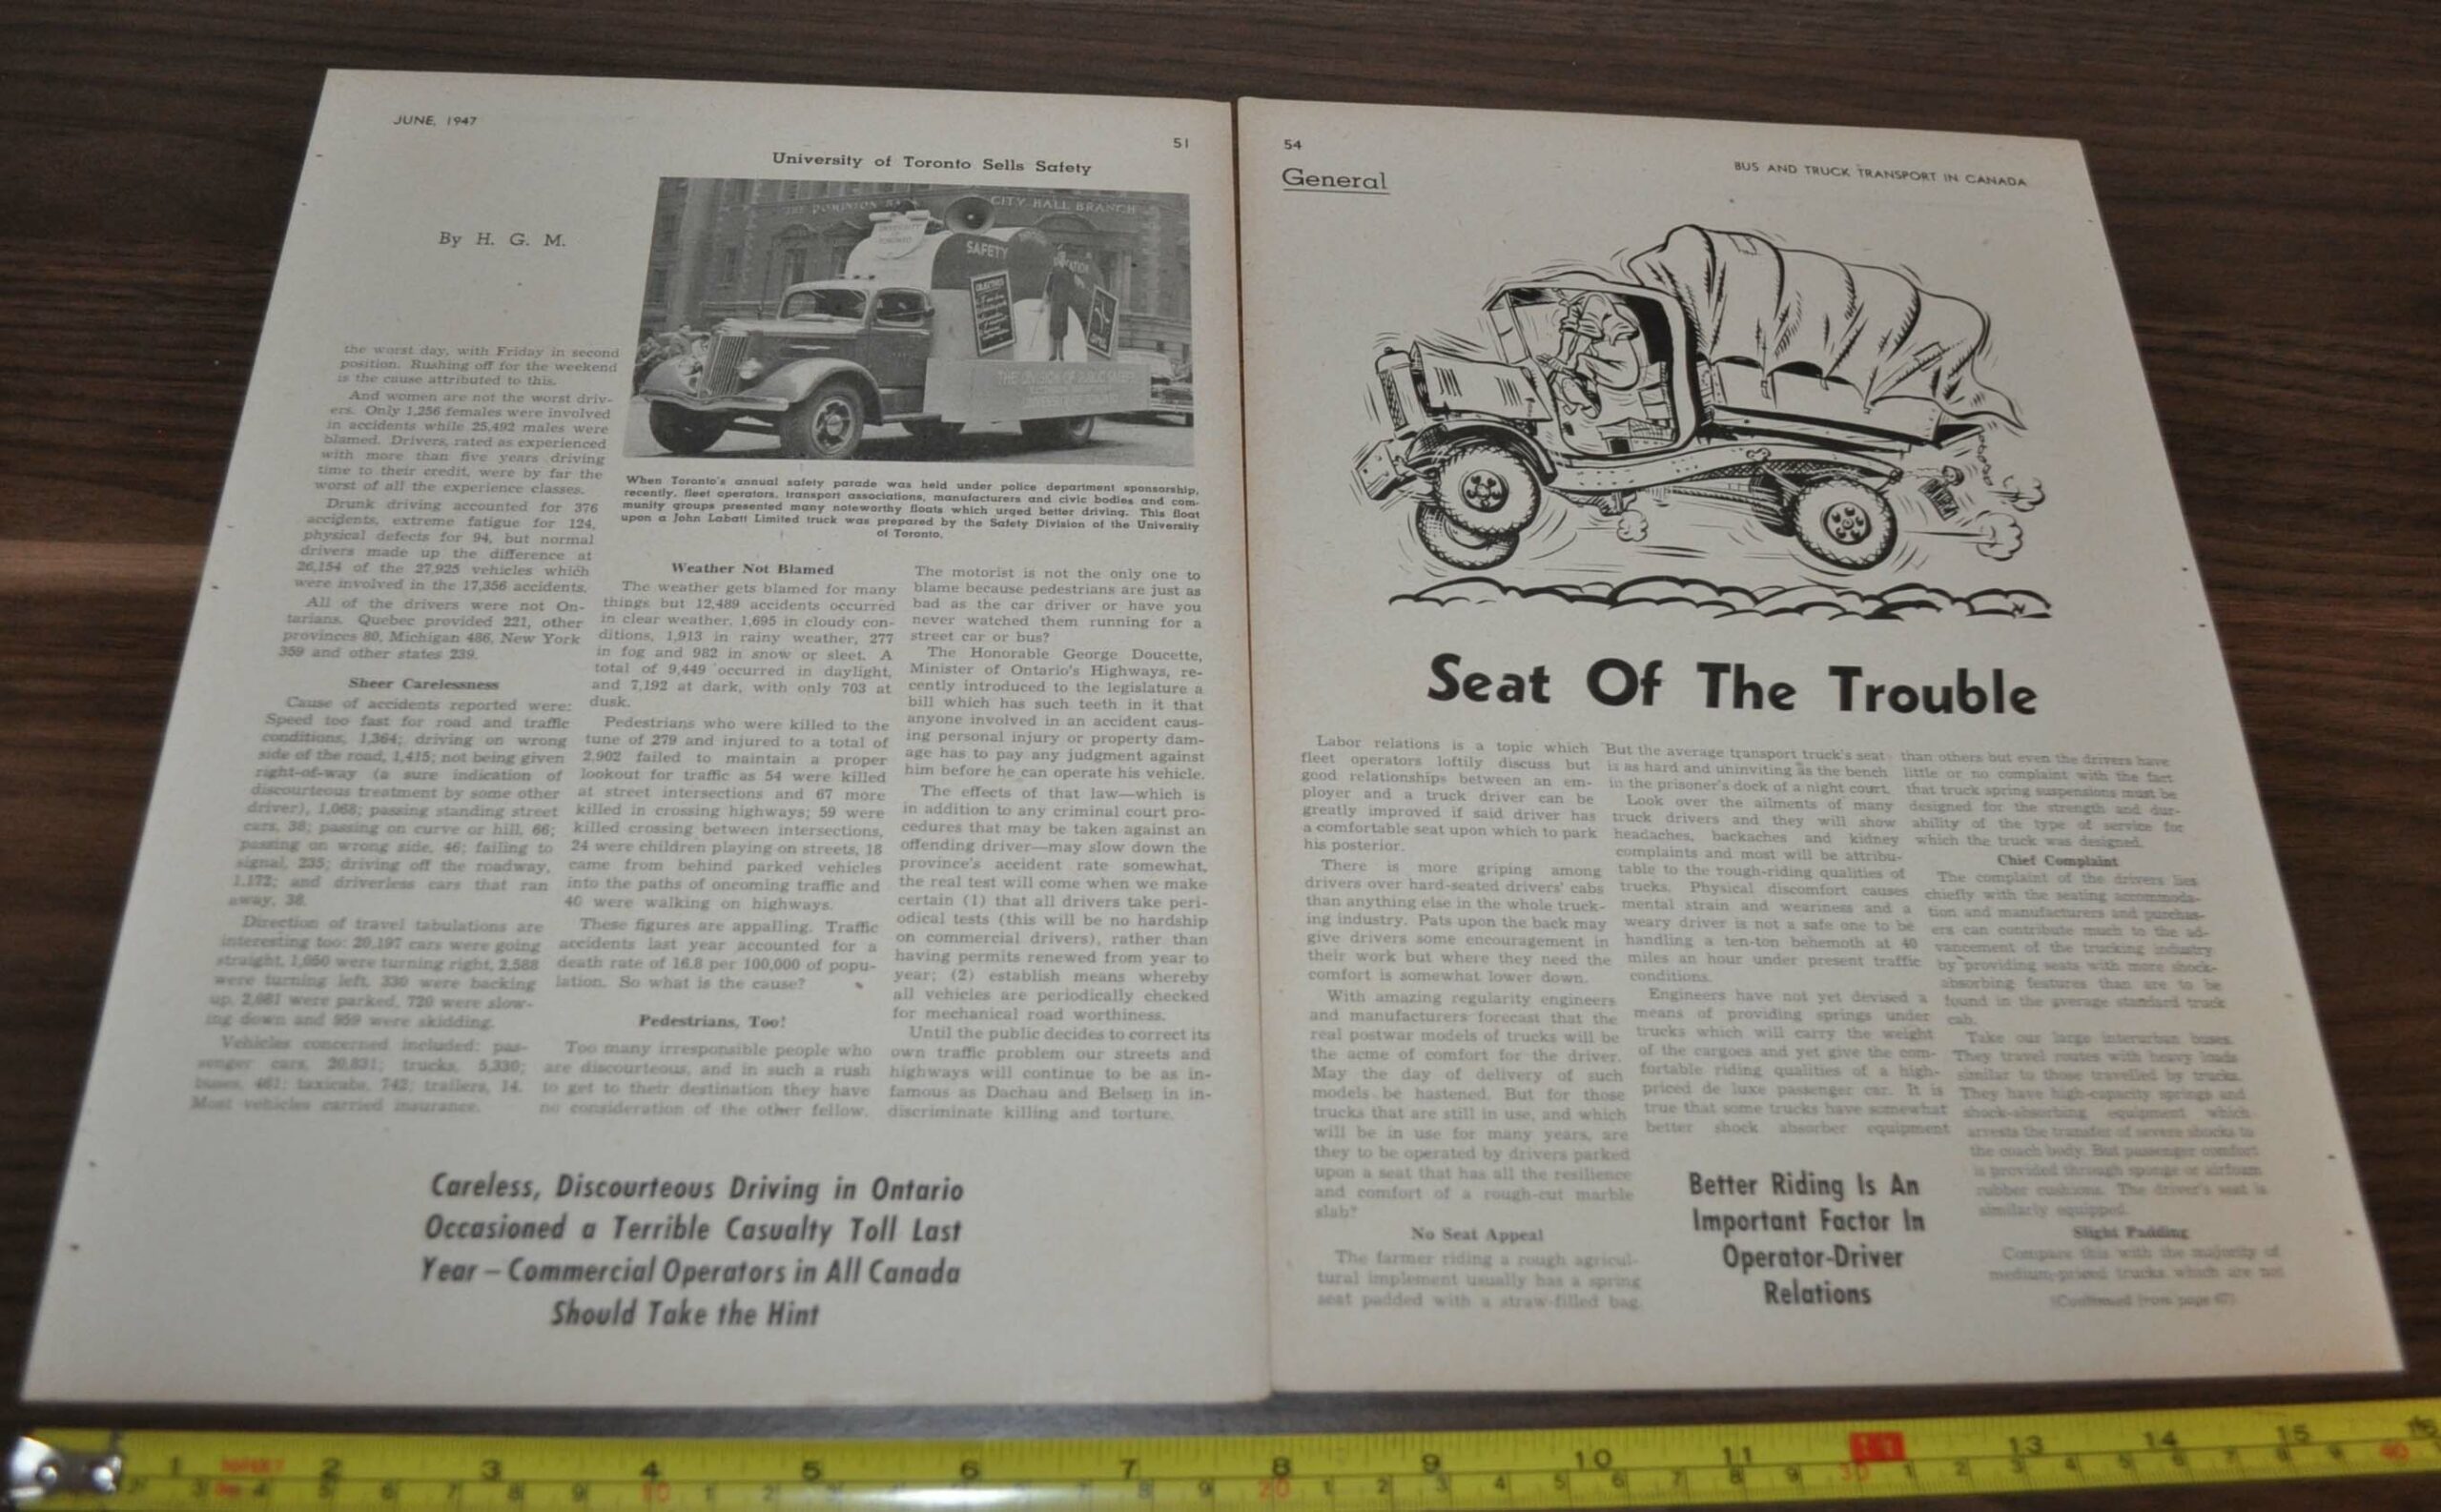 JUNE, 1947
51
University of Toronto Sells Safety
By H. G. M.
THE DOMINION
CITY HALL BRANCH
UNIVERSITY
OF
TORONTO
SAFETY
OBJECTIVES
When Toronto's annual safety parade was held under police department sponsorship,
recently, fleet operators, transport associations, manufacturers and civic bodies and com-
munity groups presented many noteworthy floats which urged better driving. This float
upon a John Labatt Limited truck was prepared by the Safety Division of the University
of Toronto.
the worst day, with Friday in second
position. Rushing off for the weekend
is the cause attributed to this.
And women are not the worst driv-
ers. Only 1,256 females were involved
in accidents while 25,492 males were
blamed. Drivers, rated as experienced
with more than five years driving
time to their credit, were by far the
worst of all the experience classes.
Drunk driving accounted for 376
accidents, extreme fatigue for 124,
physical defects for 94, but normal
drivers made up the difference at
26,154 of the 27,925 vehicles which
were involved in the 17,356 accidents.
All of the drivers were not On-
tarians. Quebec provided 221, other
provinces 80, Michigan 486, New York
359 and other states 239.
Sheer Carelessness
Cause of accidents reported were:
Speed too fast for road and traffic
conditions, 1,364; driving on wrong
side of the road, 1,415; not being given
right-of-way (a sure indication of
discourteous treatment by some other
driver), 1,068; passing standing street
cars, 38; passing on curve or hill, 66;
passing on wrong side, 46; failing to
signal, 235; driving off the roadway,
1,172; and driverless cars that ran
away, 38.
Direction of travel tabulations are
interesting too: 20,197 cars were going
straight, 1,050 were turning right, 2,588
were turning left, 330 were backing
up, 2,081 were parked, 720 were slow-
ing down and 959 were skidding.
Vehicles concerned included: pas-
senger cars, 20,831; trucks, 5,330;
buses, 461; taxicabs, 742; trailers, 14.
Most vehicles carried insurance.
Weather Not Blamed
The weather gets blamed for many
things but 12,489 accidents occurred
in clear weather, 1,695 in cloudy con-
ditions, 1,913 in rainy weather, 277
in fog and 982 in snow or sleet. A
total of 9,449 occurred in daylight,
and 7,192 at dark, with only 703 at
dusk.
Pedestrians who were killed to the
tune of 279 and injured to a total of
2,902 failed to maintain a proper
lookout for traffic as 54 were killed
at street intersections and 67 more
killed in crossing highways; 59 were
killed crossing between intersections,
24 were children playing on streets, 18
came from behind parked vehicles
into the paths of oncoming traffic and
40 were walking on highways.
These figures are appalling. Traffic
accidents last year accounted for a
death rate of 16.8 per 100,000 of popu-
lation. So what is the cause?
Pedestrians, Too!
Too many irresponsible people who
are discourteous, and in such a rush
to get to their destination they have
no consideration of the other fellow.
The motorist is not the only one to
blame because pedestrians are just as
bad as the car driver or have you
never watched them running for a
street car or bus?
The Honorable George Doucette,
Minister of Ontario's Highways, re-
cently introduced to the legislature a
bill which has such teeth in it that
anyone involved in an accident caus-
ing personal injury or property dam-
age has to pay any judgment against
him before he can operate his vehicle.
The effects of that law—which is
in addition to any criminal court pro-
cedures that may be taken against an
offending driver—may slow down the
province's accident rate somewhat,
the real test will come when we make
certain (1) that all drivers take peri-
odical tests (this will be no hardship
on commercial drivers), rather than
having permits renewed from year to
year; (2) establish means whereby
all vehicles are periodically checked
for mechanical road worthiness.
Until the public decides to correct its
own traffic problem our streets and
highways will continue to be as in-
famous as Dachau and Belsen in in-
discriminate killing and torture.
Careless, Discourteous Driving in Ontario
Occasioned a Terrible Casualty Toll Last
Year – Commercial Operators in All Canada
Should Take the Hint
54
BUS AND TRUCK TRANSPORT IN CANADA
General
Seat Of The Trouble
Labor relations is a topic which
fleet operators loftily discuss but
good relationships between an em-
ployer and a truck driver can be
greatly improved if said driver has
a comfortable seat upon which to park
his posterior.
There is more griping among
drivers over hard-seated drivers' cabs
than anything else in the whole truck-
ing industry. Pats upon the back may
give drivers some encouragement in
their work but where they need the
comfort is somewhat lower down.
With amazing regularity engineers
and manufacturers forecast that the
real postwar models of trucks will be
the acme of comfort for the driver.
May the day of delivery of such
models be hastened. But for those
trucks that are still in use, and which
will be in use for many years, are
they to be operated by drivers parked
upon a seat that has all the resilience
and comfort of a rough-cut marble
slab?
No Seat Appeal
The farmer riding a rough agricul-
tural implement usually has a spring
seat padded with a straw-filled bag.
But the average transport truck's seat
is as hard and uninviting as the bench
in the prisoner's dock of a night court.
Look over the ailments of many
truck drivers and they will show
headaches, backaches and kidney
complaints and most will be attribu-
table to the rough-riding qualities of
trucks. Physical discomfort causes
mental strain and weariness and a
weary driver is not a safe one to be
handling a ten-ton behemoth at 40
miles an hour under present traffic
conditions.
Engineers have not yet devised a
means of providing springs under
trucks which will carry the weight
of the cargoes and yet give the com-
fortable riding qualities of a high-
priced de luxe passenger car. It is
true that some trucks have somewhat
better shock absorber equipment
Better Riding Is An
Important Factor In
Operator-Driver
Relations
than others but even the drivers have
little or no complaint with the fact
that truck spring suspensions must be
designed for the strength and dur-
ability of the type of service for
which the truck was designed.
Chief Complaint
The complaint of the drivers lies
chiefly with the seating accommoda-
tion and manufacturers and purchas-
ers can contribute much to the ad-
vancement of the trucking industry
by providing seats with more shock-
absorbing features than are to be
found in the average standard truck
cab.
Take our large interurban buses.
They travel routes with heavy loads
similar to those travelled by trucks.
They have high-capacity springs and
shock-absorbing equipment which
arrests the transfer of severe shocks to
the coach body. But passenger comfort
is provided through sponge or airfoam
rubber cushions. The driver's seat is
similarly equipped.
Slight Padding
Compare this with the majority of
medium-priced trucks which are not
(Continued from page 67)
1 2 3 4 5 6 7 8 9 10 11 13 14 15